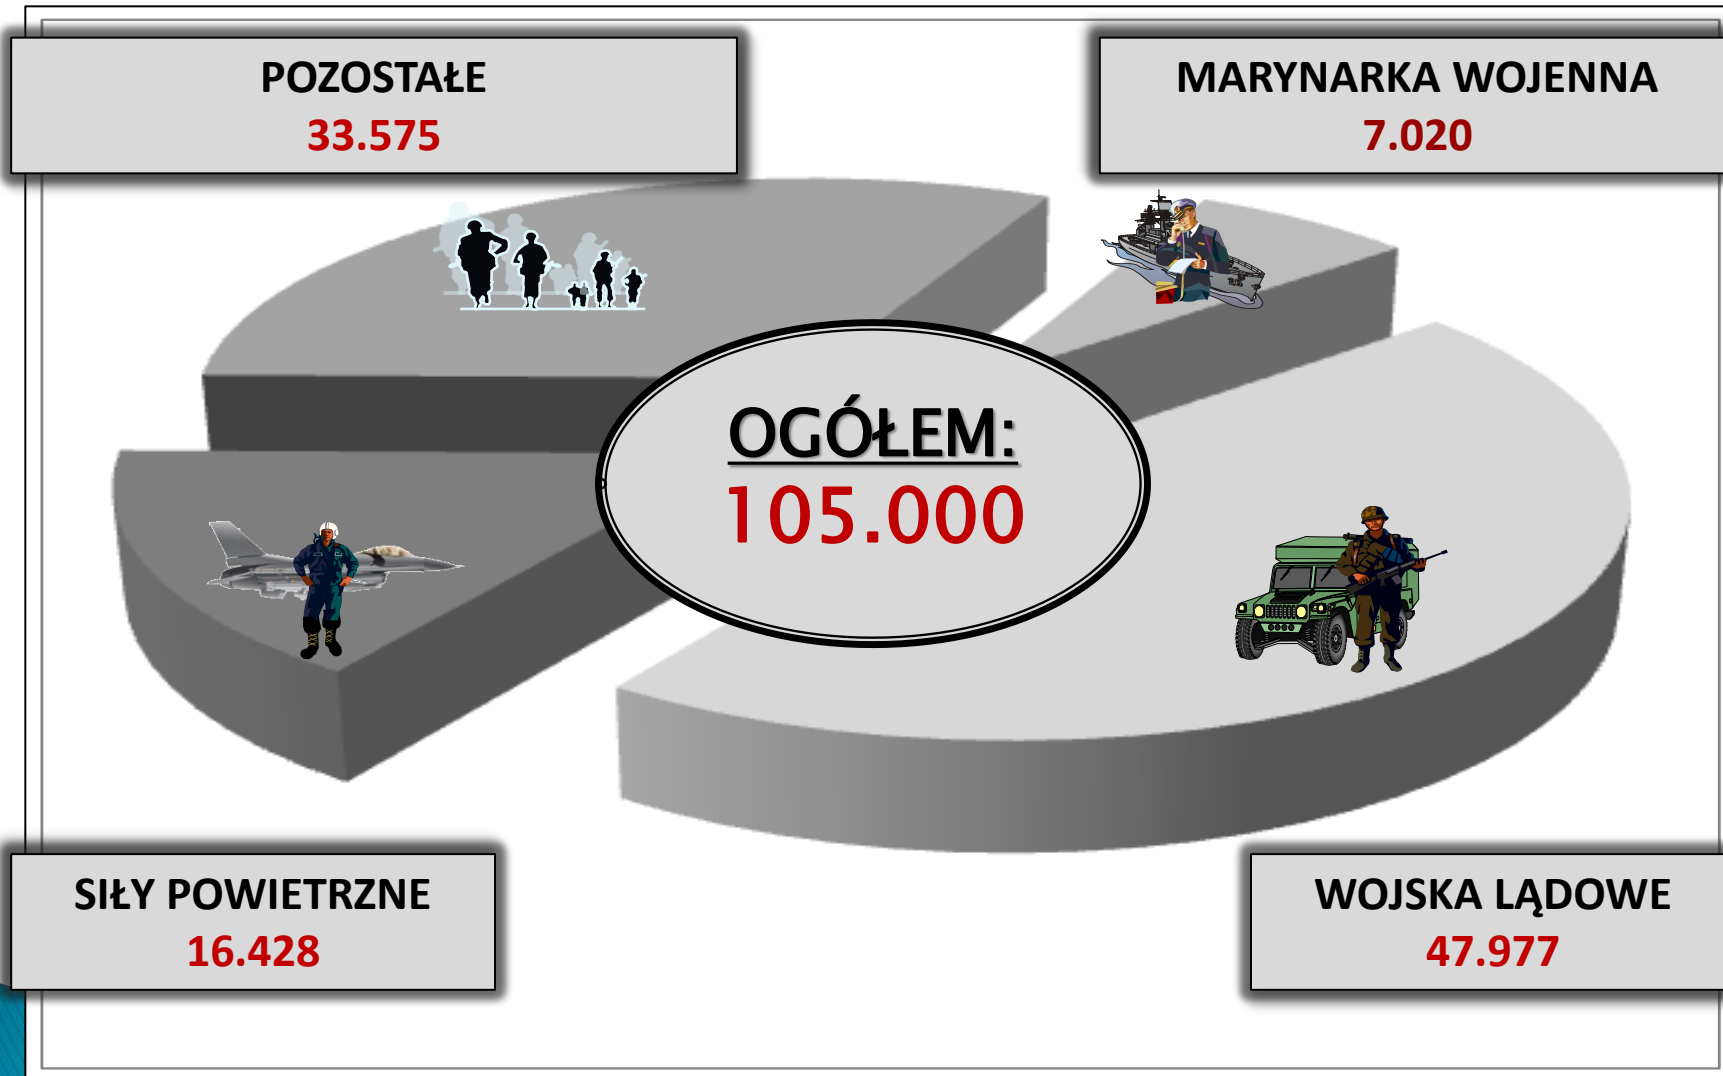 POZOSTAŁE
33.575
MARYNARKA WOJENNA
7.020
OGÓŁEM:
105.000
SIŁY POWIETRZNE
16.428
WOJSKA LĄDOWE
47.977